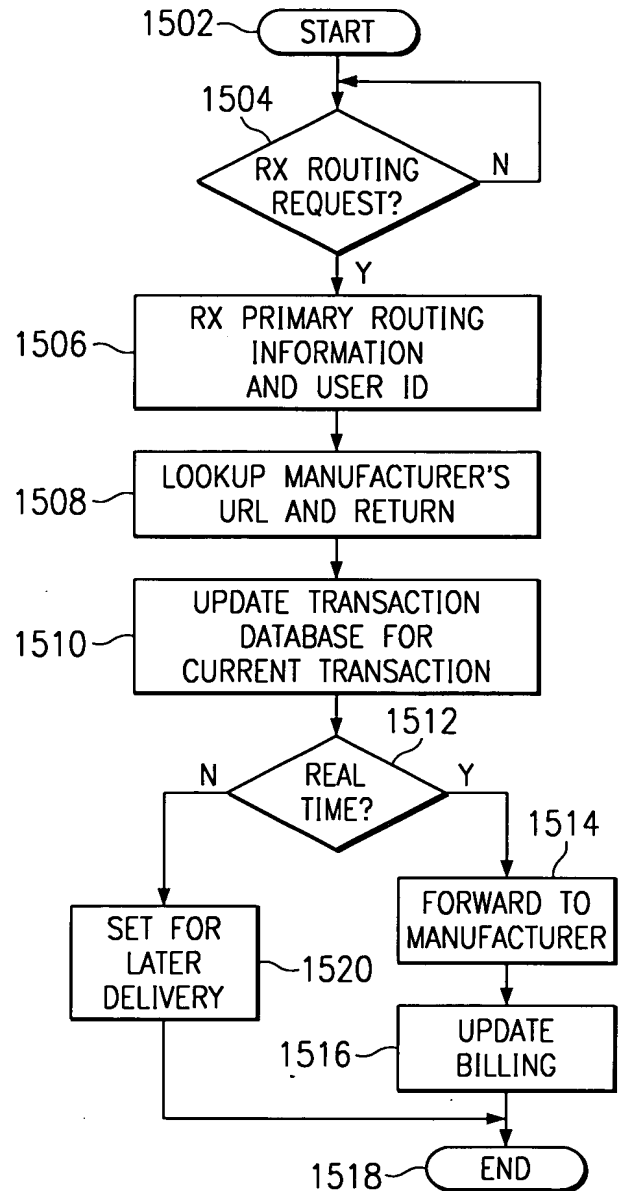 1502
START
1504
RX ROUTING
REQUEST?
N
Y
1506
RX PRIMARY ROUTING
INFORMATION
AND USER ID
1508
LOOKUP MANUFACTURER'S
URL AND RETURN
1510
UPDATE TRANSACTION
DATABASE FOR
CURRENT TRANSACTION
1512
N
REAL
TIME?
Y
1514
SET FOR
LATER
DELIVERY
1520
FORWARD TO
MANUFACTURER
1516
UPDATE
BILLING
1518
END